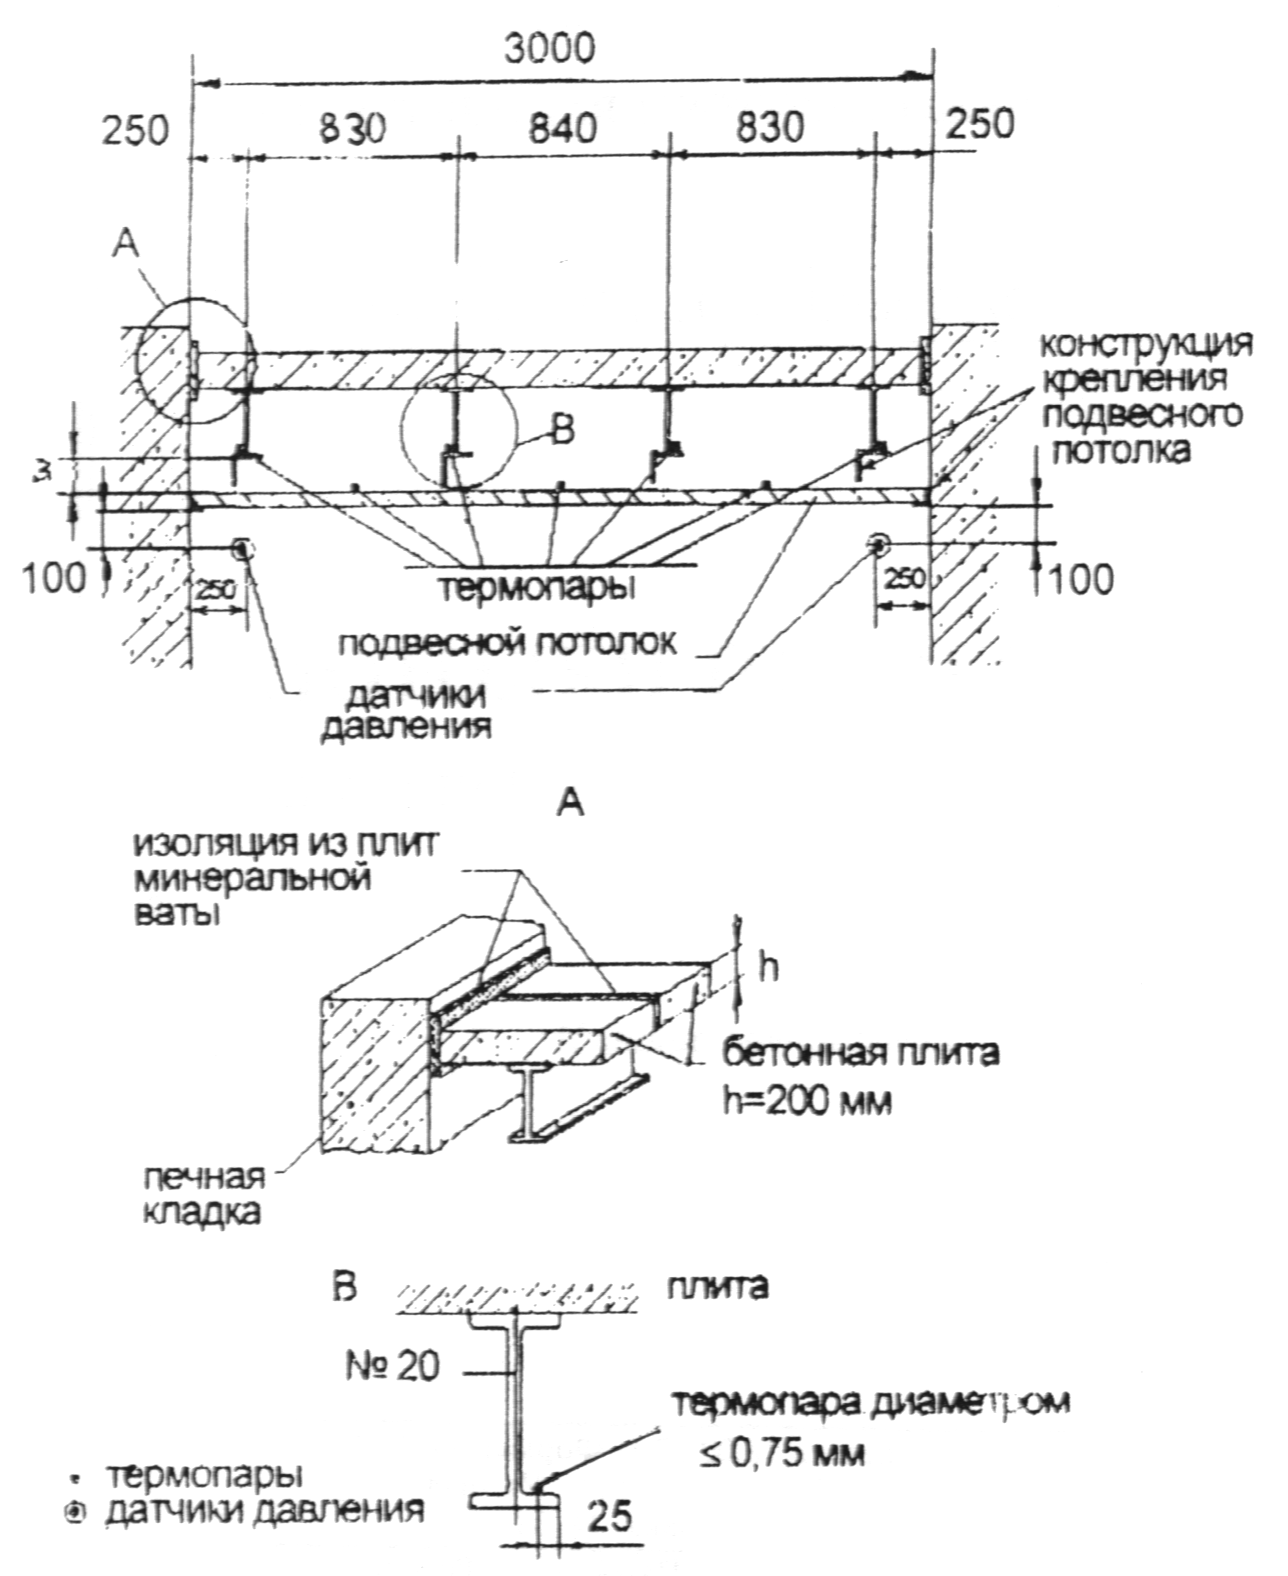 3000
250 830 840 830 250
A
конструкция
крепления
подвесного
потолка
B
100
250
250
100
термопары
подвесной потолок
датчики
давления
A
изоляция из плит
минеральной
ваты
h
бетонная плита
h=200 мм
печная
кладка
B
плита
№ 20
термопара диаметром
≤ 0,75 мм
термопары
датчики давления
25